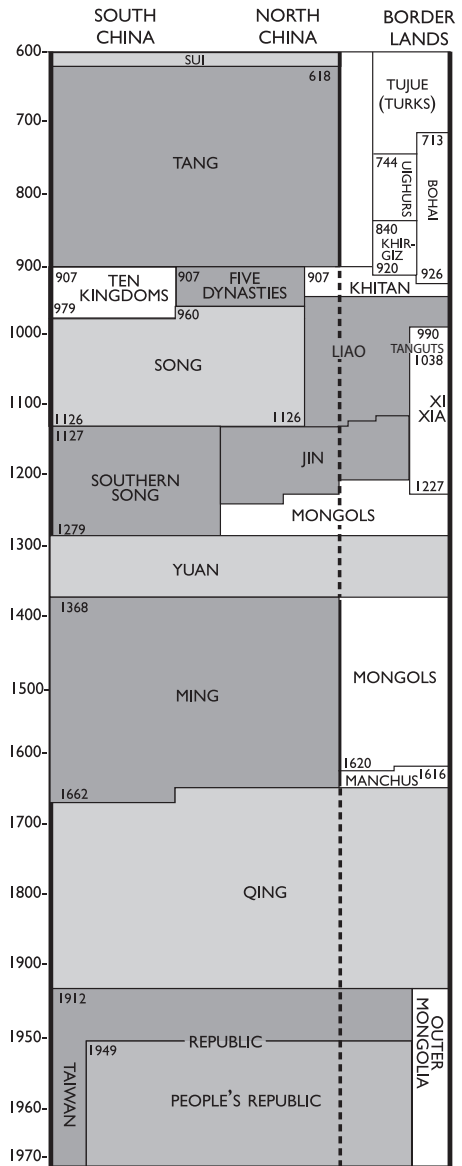 SOUTH CHINA
NORTH CHINA
BORDER LANDS
600-
SUI
618
TUJUE
(TURKS)
700-
713
TANG
744
UIGHURS
BOHAI
800-
840
KHIR-
GIZ
920
900-
926
907
TEN
KINGDOMS
979
907
FIVE
DYNASTIES
960
907
KHITAN
1000-
990
TANGUTS
1038
LIAO
SONG
XI
XIA
1100-
1126
1126
1127
JIN
1200-
SOUTHERN
SONG
1227
MONGOLS
1279
1300-
YUAN
1368
1400-
MONGOLS
1500-
MING
1600-
1620
1616
MANCHUS
1662
1700-
1800-
QING
1900-
1912
OUTER
MONGOLIA
1950-
REPUBLIC
1949
TAIWAN
PEOPLE'S REPUBLIC
1960-
1970-